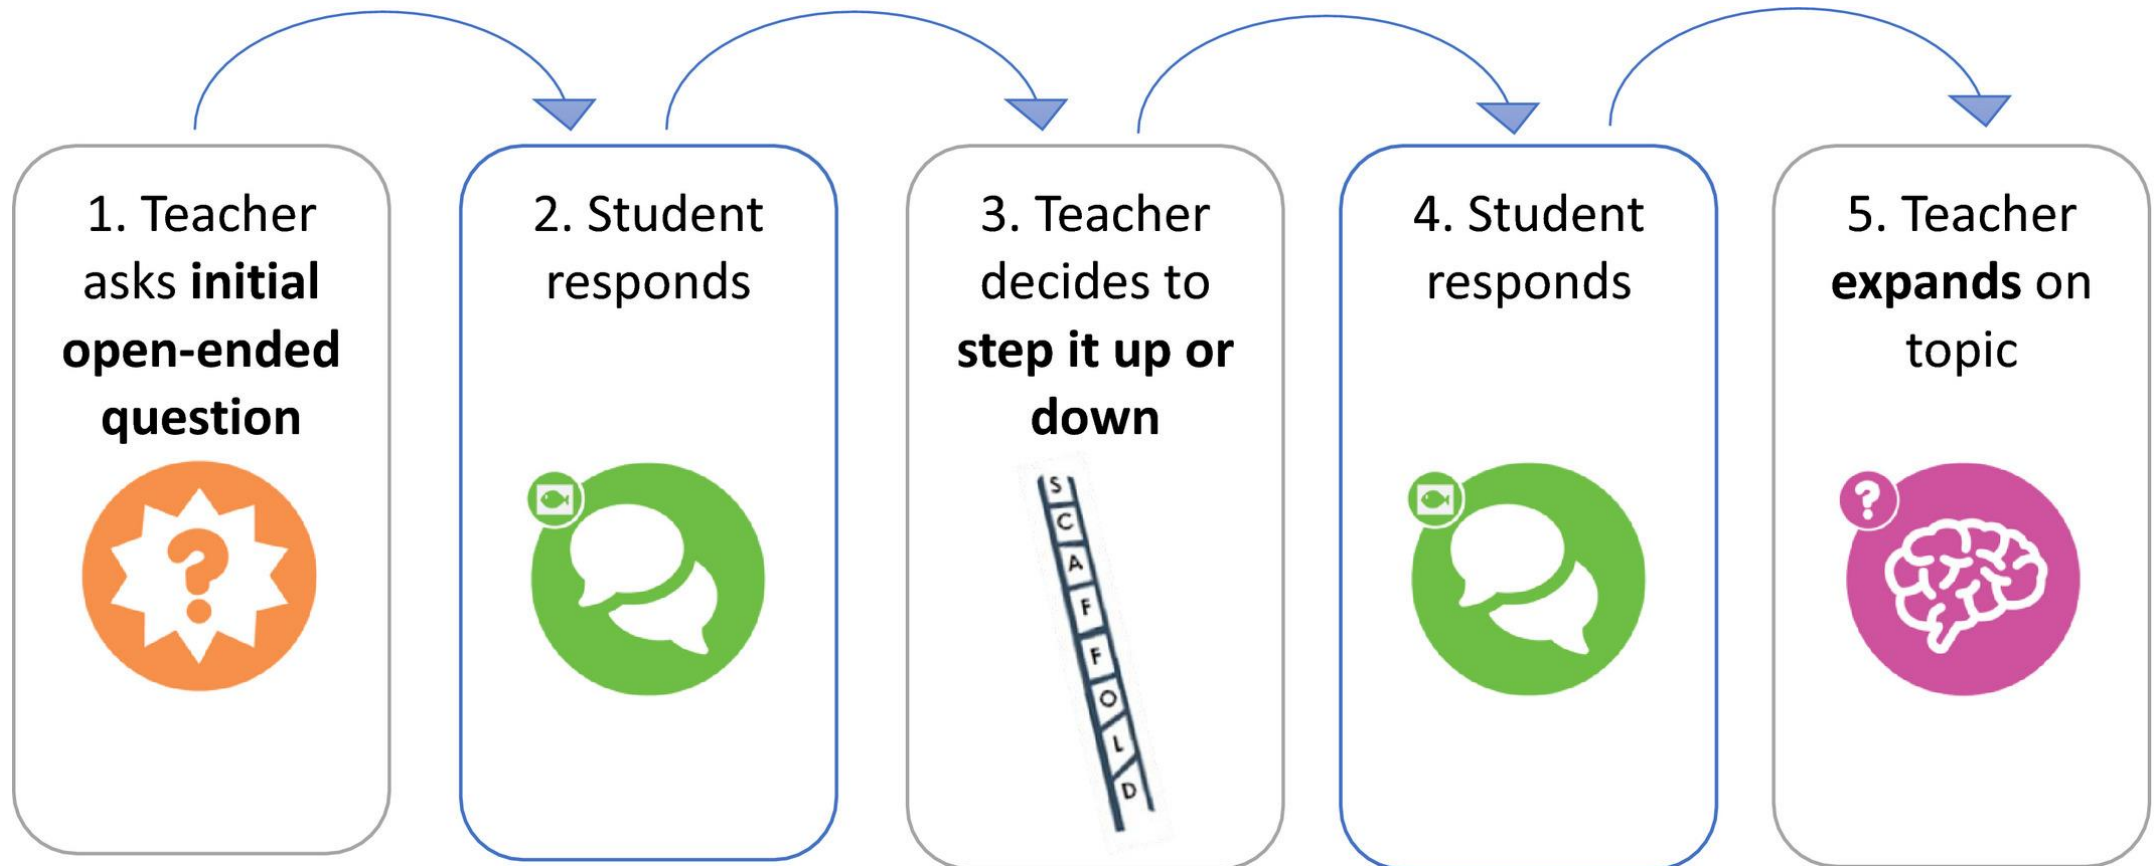 1. Teacher
asks initial
open-ended
question
?
2. Student
responds
3. Teacher
decides to
step it up or
down
S
C
A
F
F
O
L
D
4. Student
responds
5. Teacher
expands on
topic
?